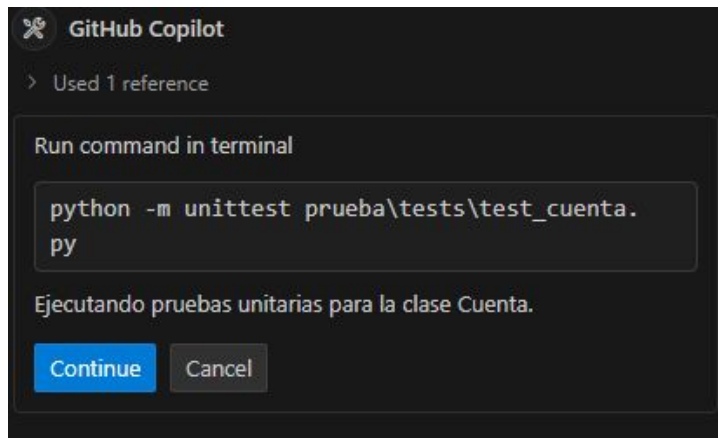 GitHub Copilot
> Used 1 reference
Run command in terminal
python -m unittest prueba\tests\test_cuenta.
py
Ejecutando pruebas unitarias para la clase Cuenta.
Continue Cancel